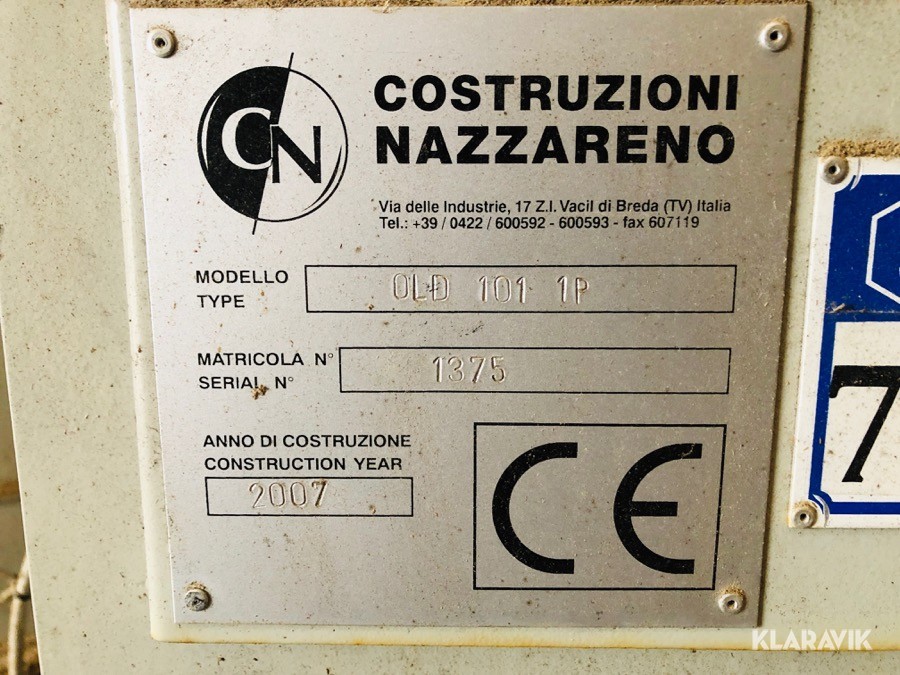 CN
COSTRUZIONI
NAZZARENO
Via delle Industrie, 17 Z.I. Vacil di Breda (TV) Italia
Tel.: +39 / 0422 / 600592 - 600593 - fax 607119
MODELLO
TYPE
OLD 101 1P
MATRICOLA N°
SERIAL N°
1375
ANNO DI COSTRUZIONE
CONSTRUCTION YEAR
2007
CE
7
KLARAVIK